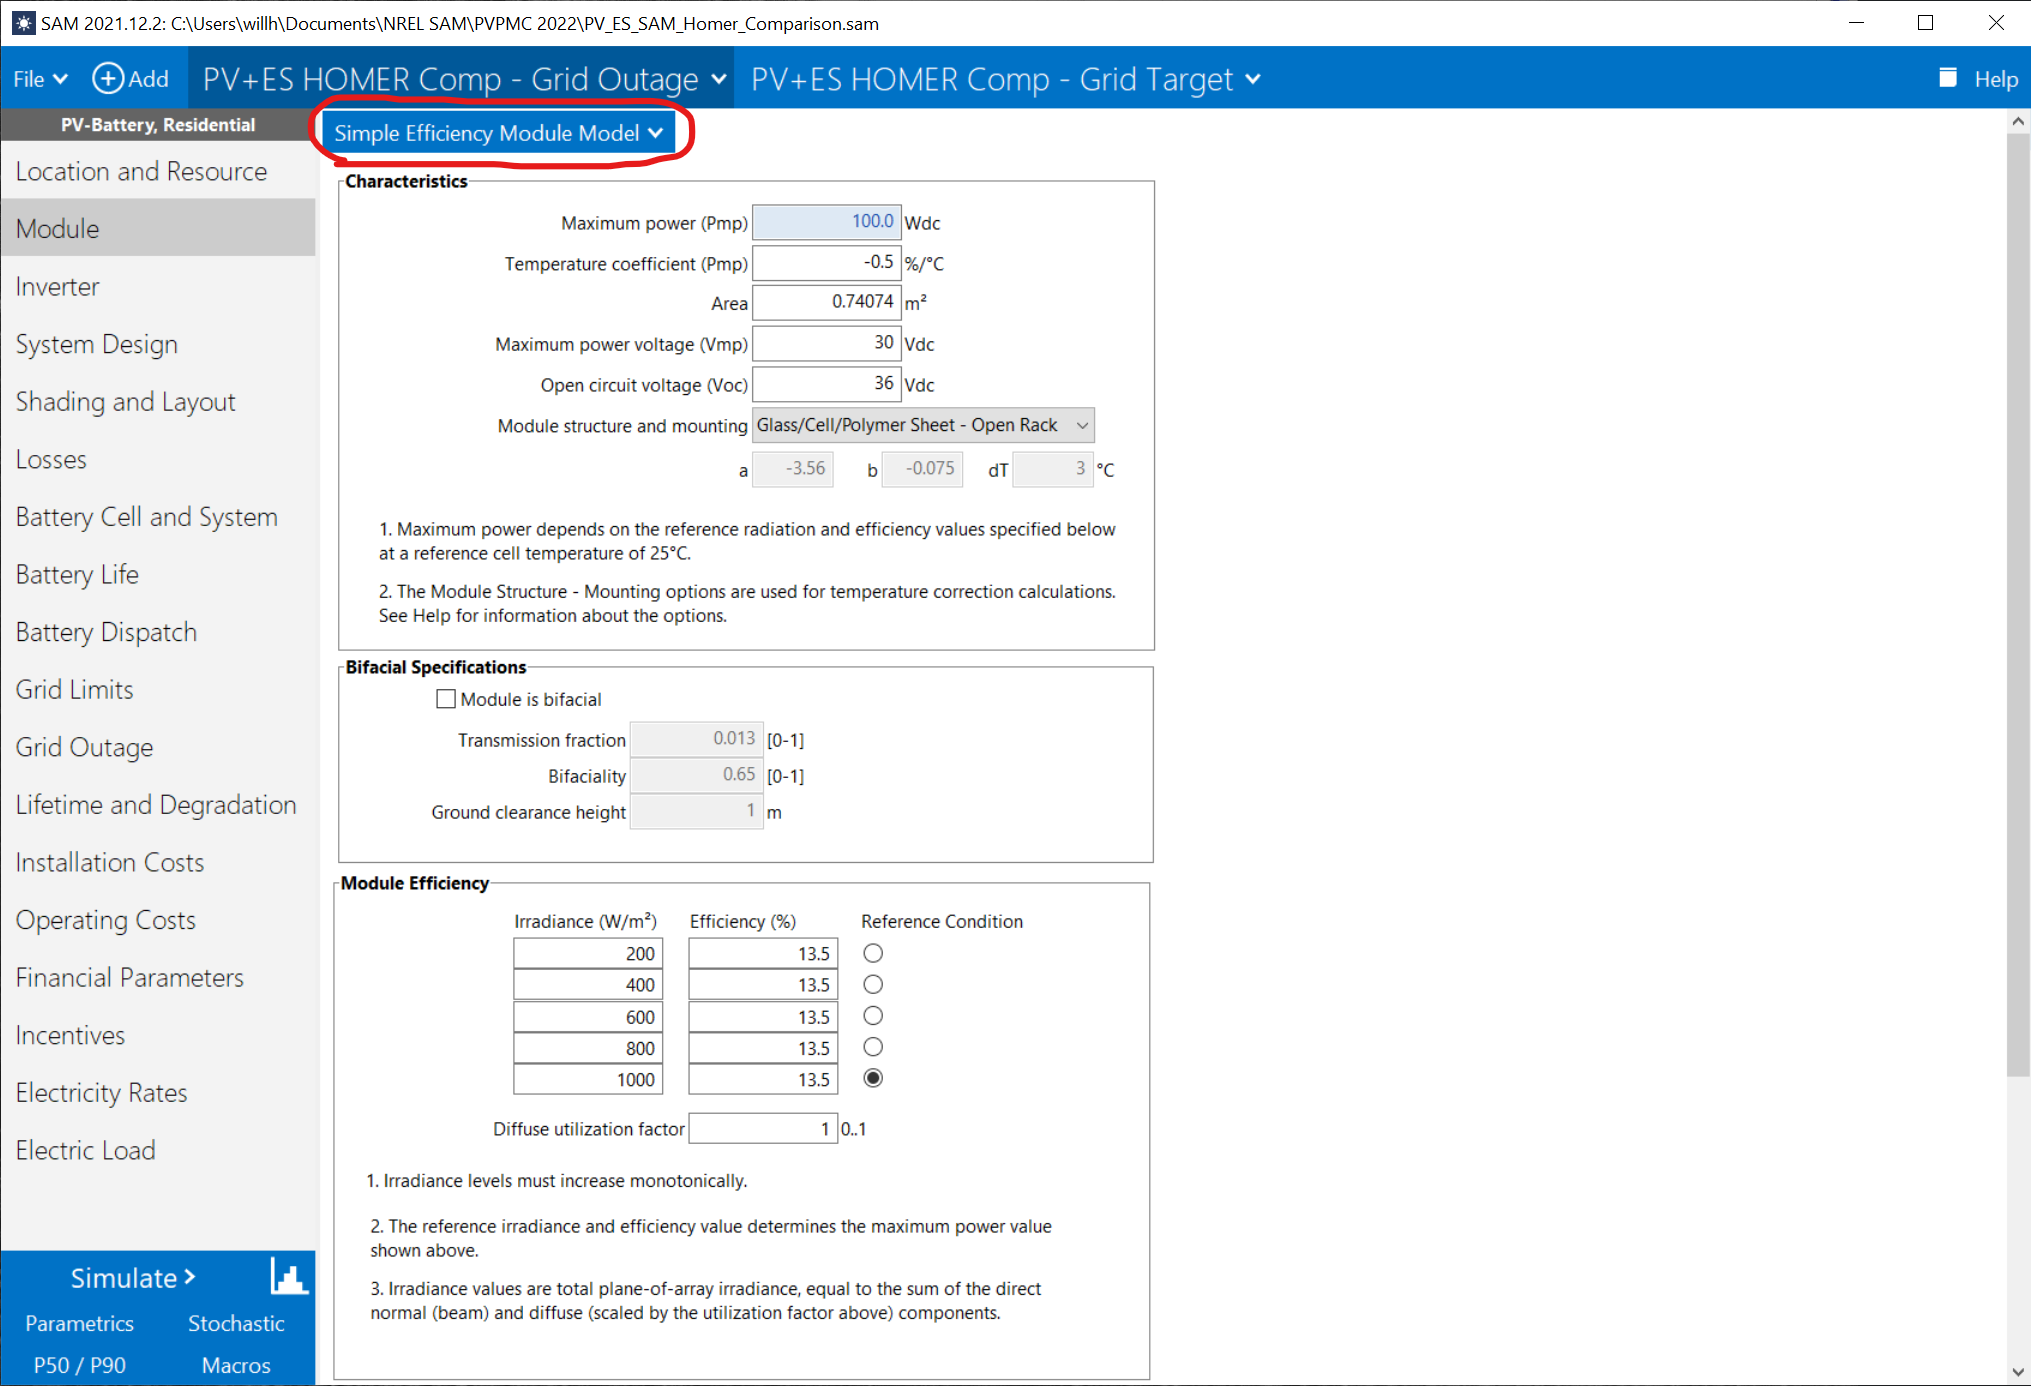 SAM 2021.12.2: C:\Users\willh\Documents\NREL SAM\PVPMC 2022\PV_ES_SAM_Homer_Comparison.sam
File Add PV+ES HOMER Comp - Grid Outage PV+ES HOMER Comp - Grid Target Help
PV-Battery, Residential
Location and Resource
Module
Inverter
System Design
Shading and Layout
Losses
Battery Cell and System
Battery Life
Battery Dispatch
Grid Limits
Grid Outage
Lifetime and Degradation
Installation Costs
Operating Costs
Financial Parameters
Incentives
Electricity Rates
Electric Load
Simulate >
Parametrics Stochastic
P50 / P90 Macros
Simple Efficiency Module Model
Characteristics
Maximum power (Pmp) 100.0 Wdc
Temperature coefficient (Pmp) -0.5 %/°C
Area 0.74074 m²
Maximum power voltage (Vmp) 30 Vdc
Open circuit voltage (Voc) 36 Vdc
Module structure and mounting Glass/Cell/Polymer Sheet - Open Rack
a -3.56 b -0.075 dT 3 °C
1. Maximum power depends on the reference radiation and efficiency values specified below
at a reference cell temperature of 25°C.
2. The Module Structure - Mounting options are used for temperature correction calculations.
See Help for information about the options.
Bifacial Specifications
Module is bifacial
Transmission fraction 0.013 [0-1]
Bifaciality 0.65 [0-1]
Ground clearance height 1 m
Module Efficiency
Irradiance (W/m²) Efficiency (%) Reference Condition
200 13.5
400 13.5
600 13.5
800 13.5
1000 13.5
Diffuse utilization factor 1 0..1
1. Irradiance levels must increase monotonically.
2. The reference irradiance and efficiency value determines the maximum power value
shown above.
3. Irradiance values are total plane-of-array irradiance, equal to the sum of the direct
normal (beam) and diffuse (scaled by the utilization factor above) components.